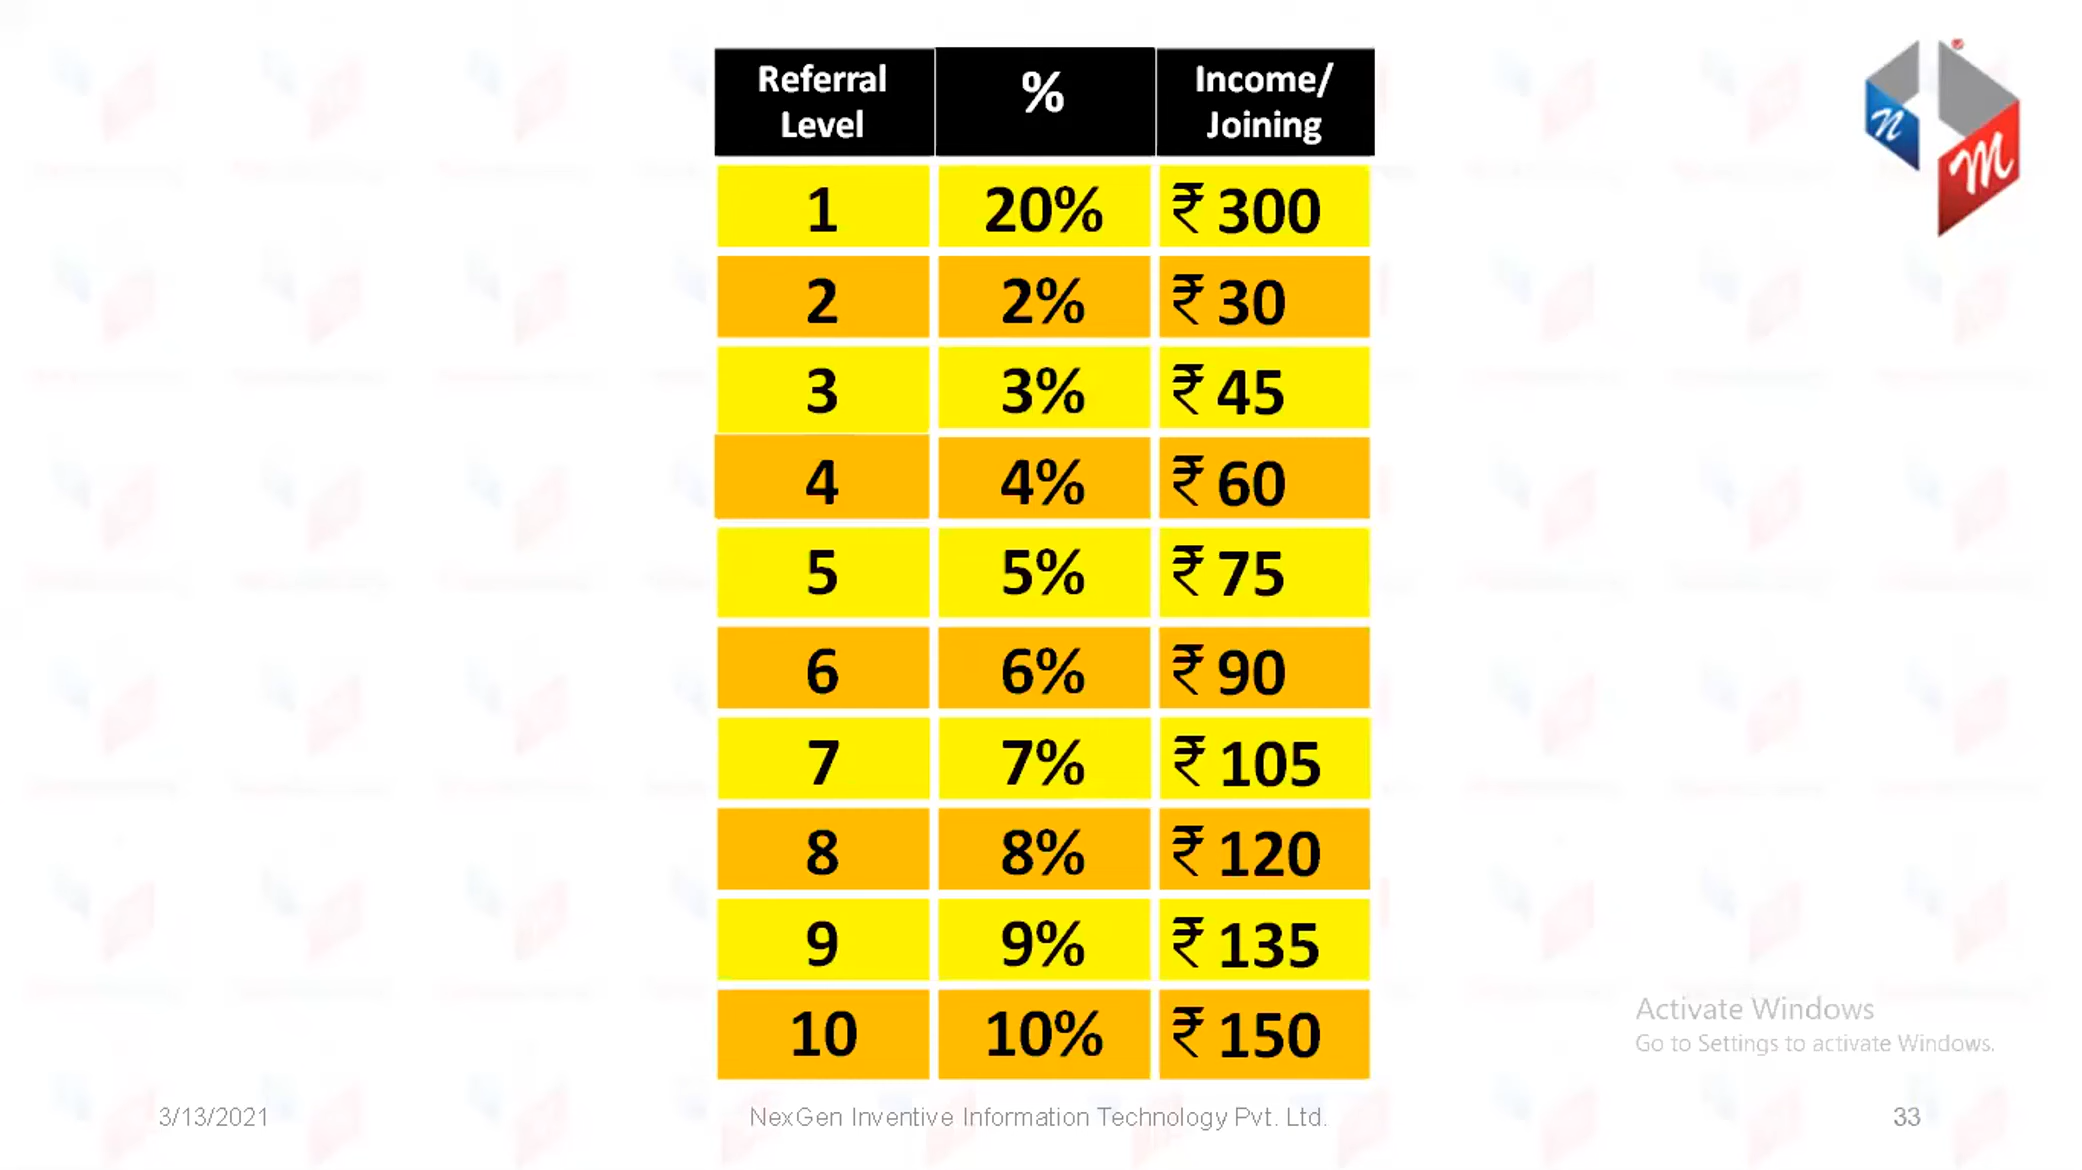 Referral Level % Income/ Joining
1 20% ₹ 300
2 2% ₹ 30
3 3% ₹ 45
4 4% ₹ 60
5 5% ₹ 75
6 6% ₹ 90
7 7% ₹ 105
8 8% ₹ 120
9 9% ₹ 135
10 10% ₹ 150
n M
Activate Windows
Go to Settings to activate Windows.
3/13/2021 NexGen Inventive Information Technology Pvt. Ltd. 33